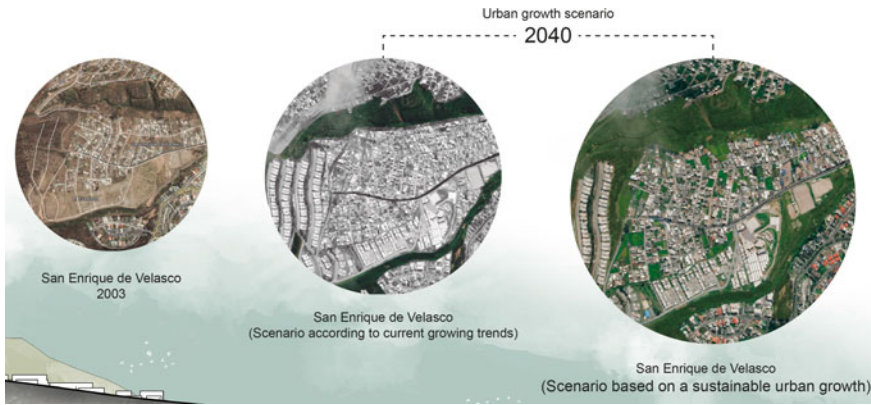 Urban growth scenario
2040
San Enrique de Velasco
2003
San Enrique de Velasco
(Scenario according to current growing trends)
San Enrique de Velasco
(Scenario based on a sustainable urban growth)